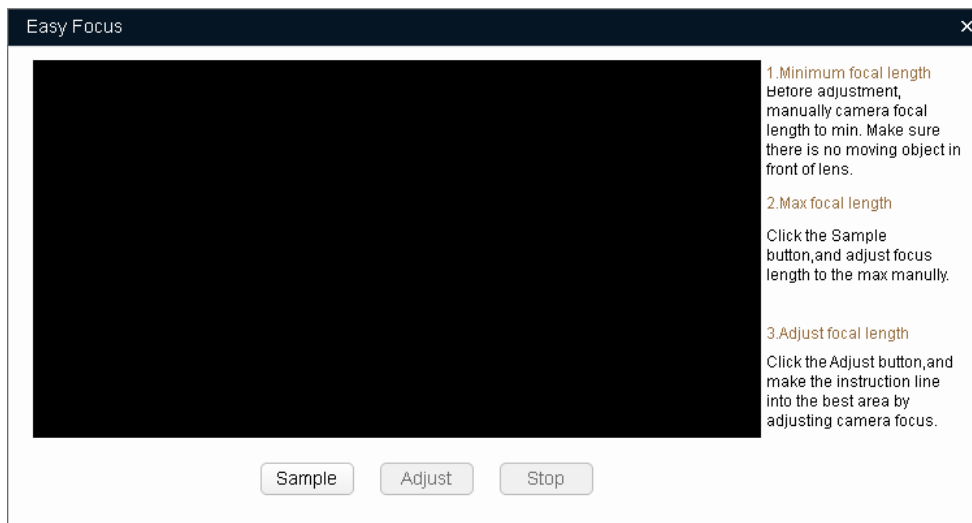 Easy Focus
×
1.Minimum focal length
Before adjustment,
manually camera focal
length to min. Make sure
there is no moving object in
front of lens.
2.Max focal length
Click the Sample
button,and adjust focus
length to the max manully.
3.Adjust focal length
Click the Adjust button,and
make the instruction line
into the best area by
adjusting camera focus.
Sample
Adjust
Stop